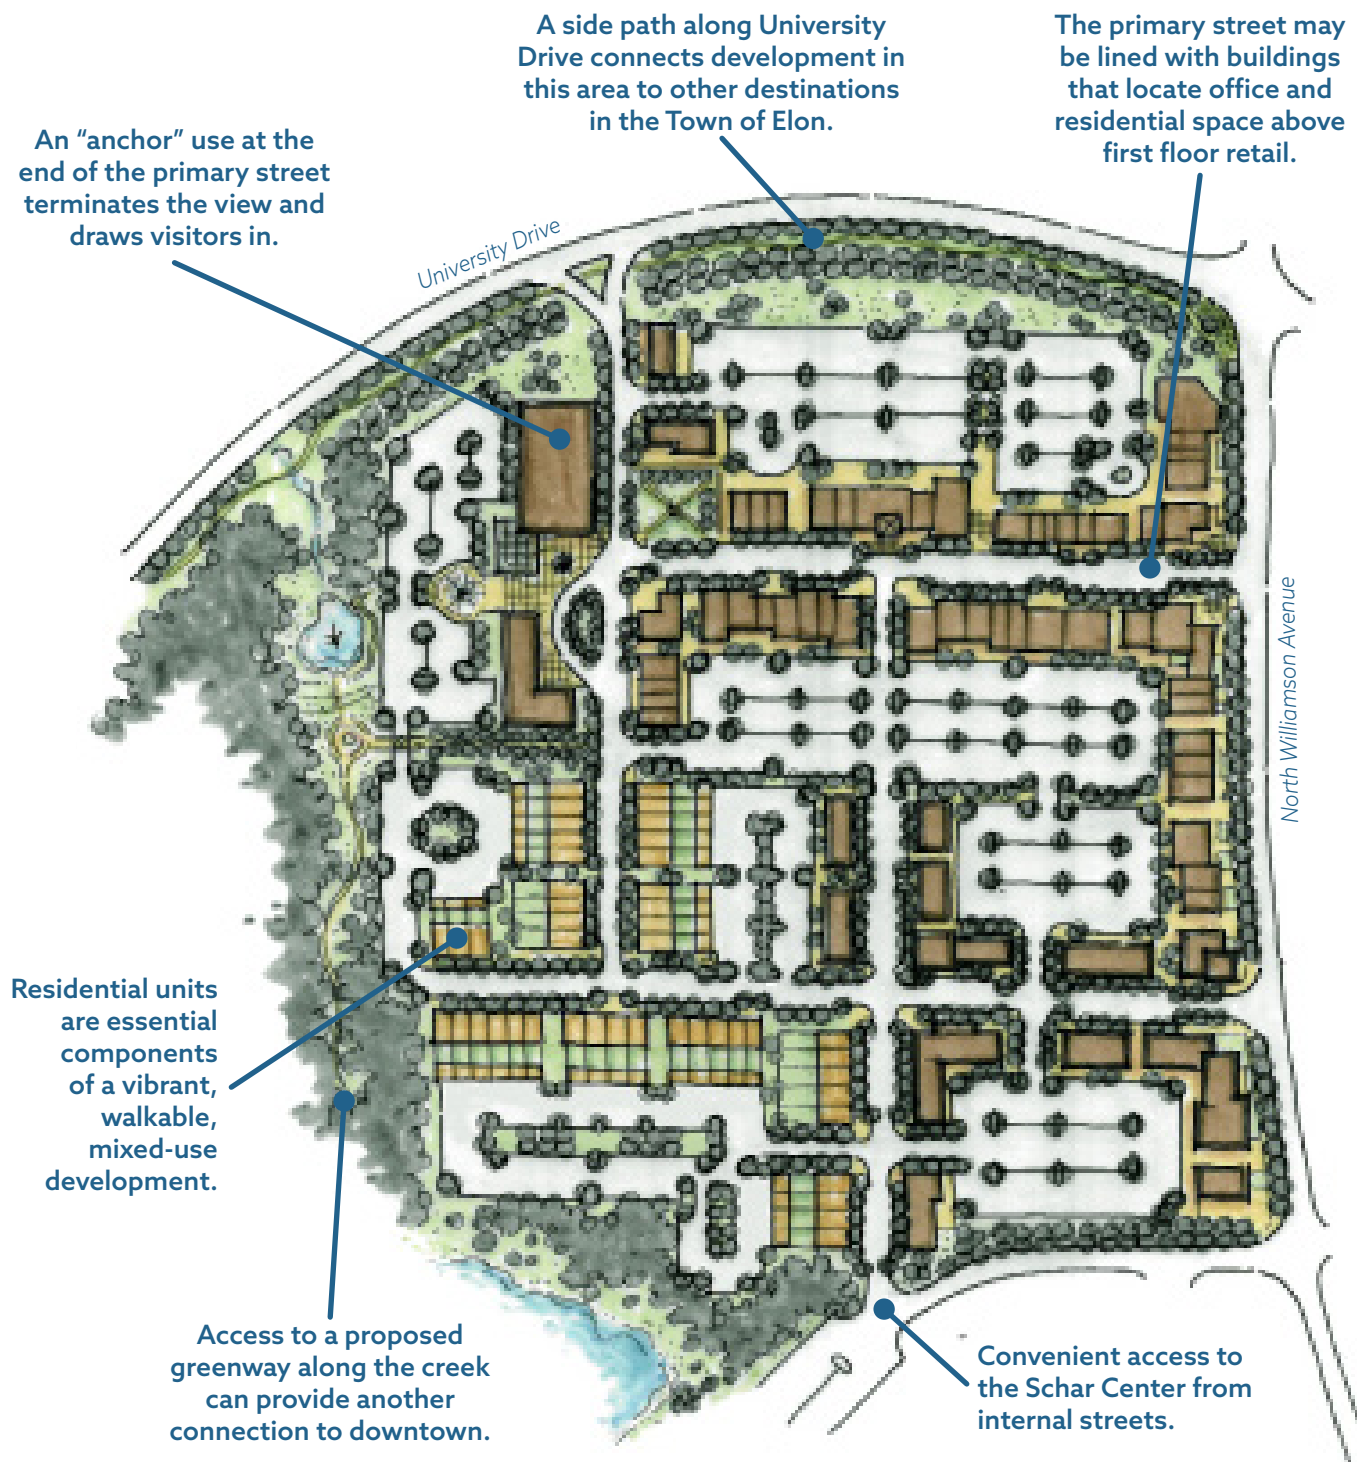 A side path along University
Drive connects development in
this area to other destinations
in the Town of Elon.
The primary street may
be lined with buildings
that locate office and
residential space above
first floor retail.
An “anchor” use at the
end of the primary street
terminates the view and
draws visitors in.
University Drive
North Williamson Avenue
Residential units
are essential
components
of a vibrant,
walkable,
mixed-use
development.
Access to a proposed
greenway along the creek
can provide another
connection to downtown.
Convenient access to
the Schar Center from
internal streets.